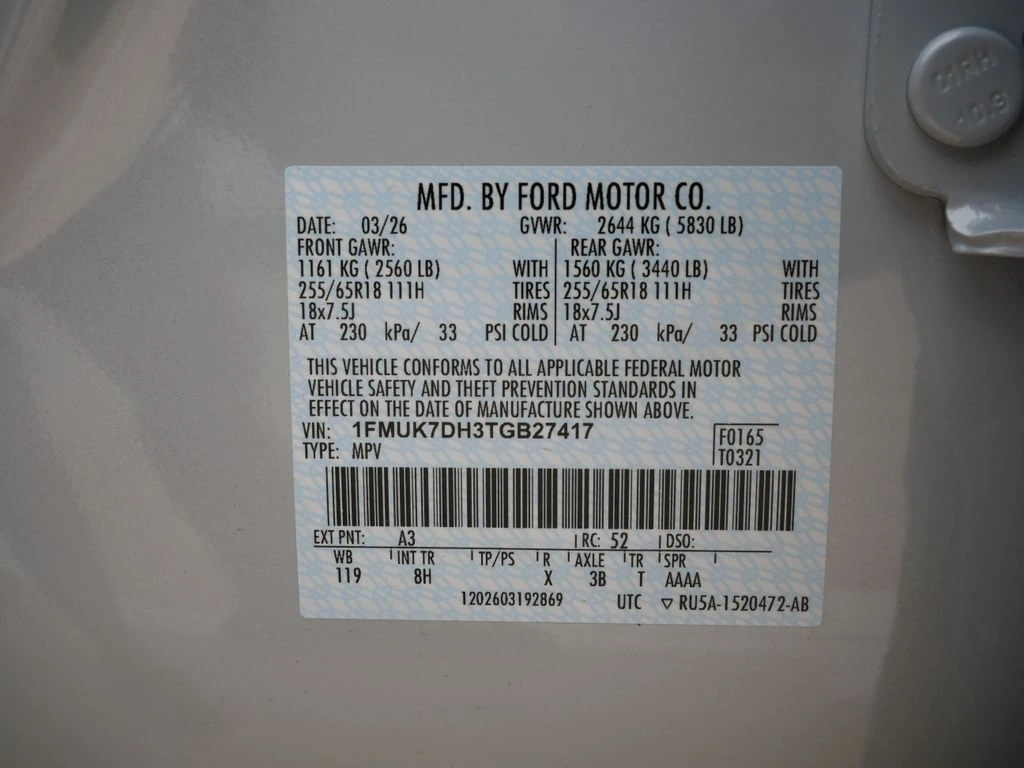 11RH
10.9
MFD. BY FORD MOTOR CO.
DATE: 03/26 GVWR: 2644 KG ( 5830 LB)
FRONT GAWR: REAR GAWR:
1161 KG ( 2560 LB) WITH 1560 KG ( 3440 LB) WITH
255/65R18 111H TIRES 255/65R18 111H TIRES
18x7.5J RIMS 18x7.5J RIMS
AT 230 kPa/ 33 PSI COLD AT 230 kPa/ 33 PSI COLD
THIS VEHICLE CONFORMS TO ALL APPLICABLE FEDERAL MOTOR
VEHICLE SAFETY AND THEFT PREVENTION STANDARDS IN
EFFECT ON THE DATE OF MANUFACTURE SHOWN ABOVE.
VIN: 1FMUK7DH3TGB27417 F0165
TYPE: MPV T0321
EXT PNT: A3 RC: 52 DSO:
WB INT TR TP/PS R AXLE TR SPR
119 8H X 3B T AAAA
1202603192869 UTC ▽ RU5A-1520472-AB